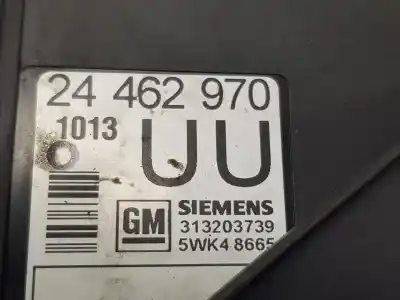 24 462 970
1013 UU
GM SIEMENS
313203739
5WK4 8665